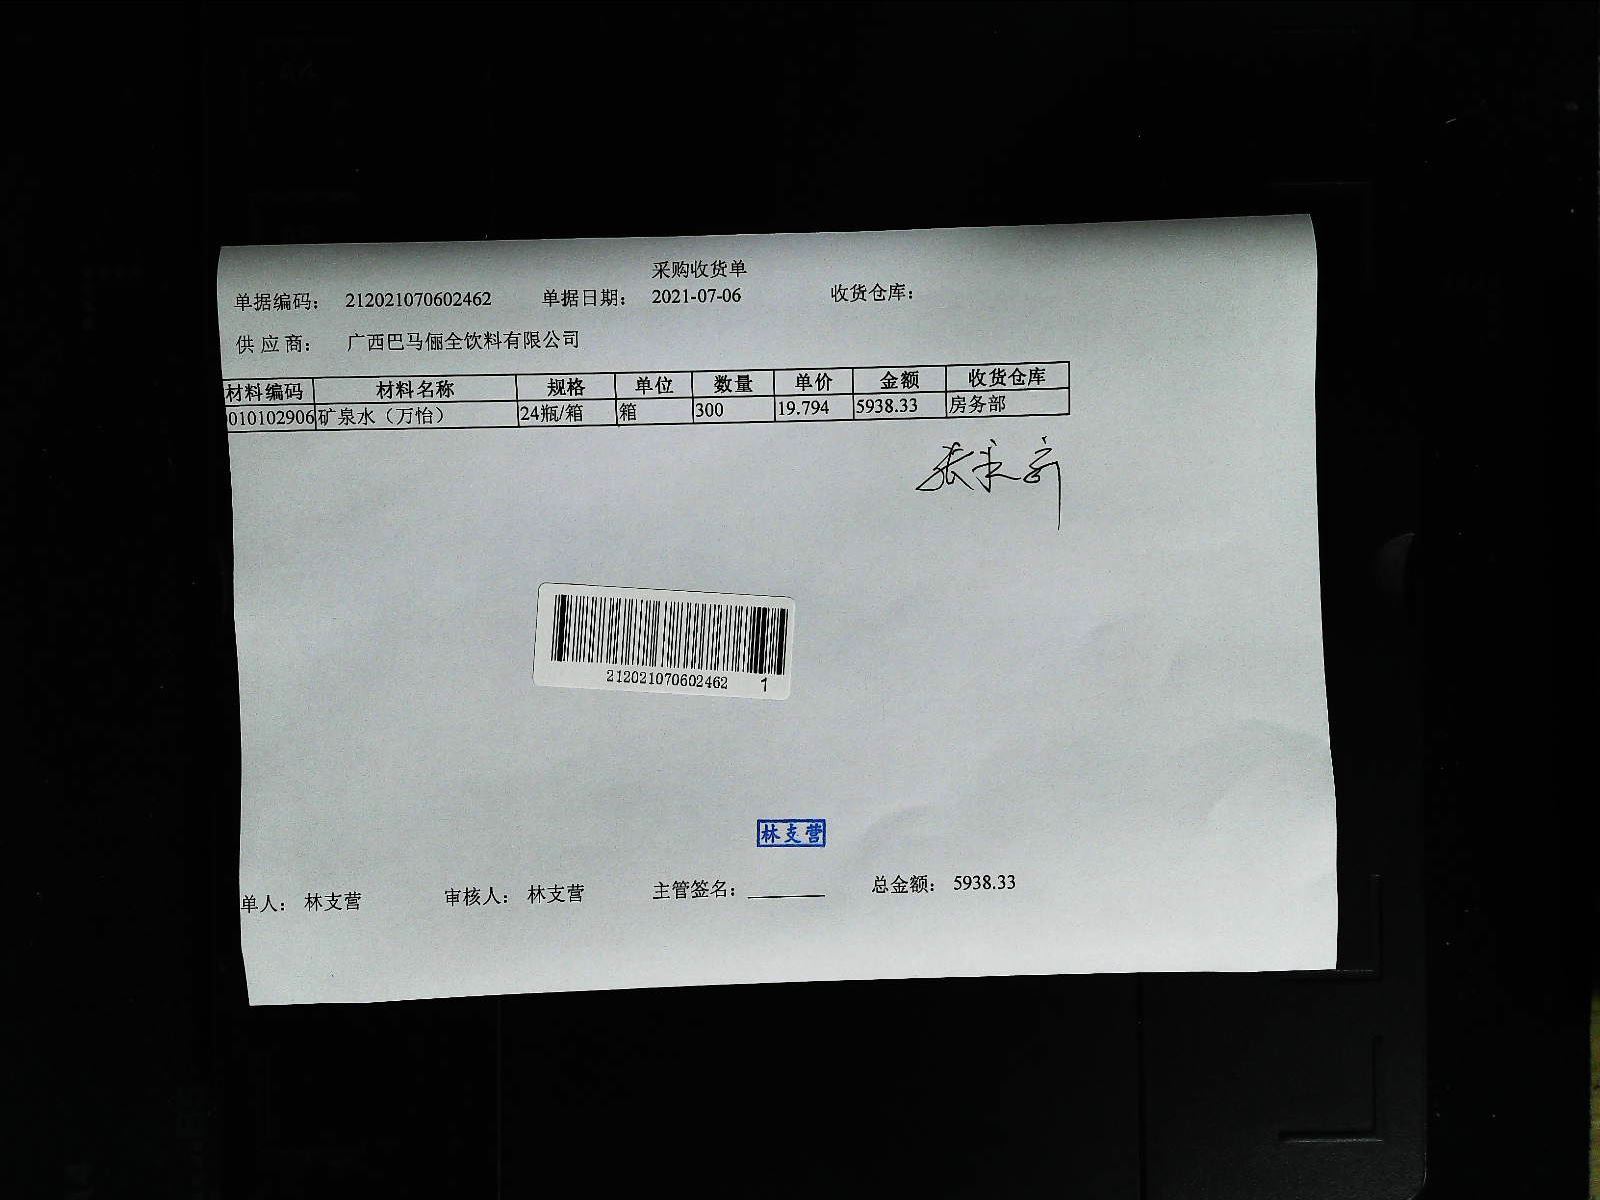 采购收货单
单据编码： 212021070602462 单据日期： 2021-07-06 收货仓库：
供 应 商： 广西巴马俪全饮料有限公司
材料编码 材料名称 规格 单位 数量 单价 金额 收货仓库
010102906 矿泉水（万怡） 24瓶/箱 箱 300 19.794 5938.33 房务部
212021070602462 1
林支营
单人： 林支营 审核人： 林支营 主管签名： 总金额： 5938.33